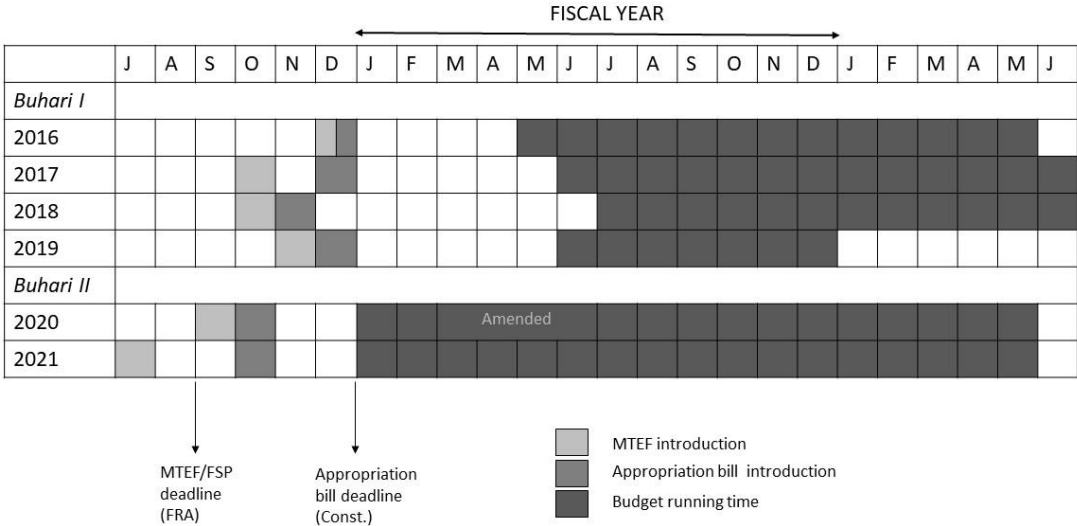 FISCAL YEAR
J A S O N D J F M A M J J A S O N D J F M A M J
Buhari I
2016
2017
2018
2019
Buhari II
2020 Amended
2021
MTEF/FSP
deadline
(FRA)
Appropriation
bill deadline
(Const.)
MTEF introduction
Appropriation bill introduction
Budget running time